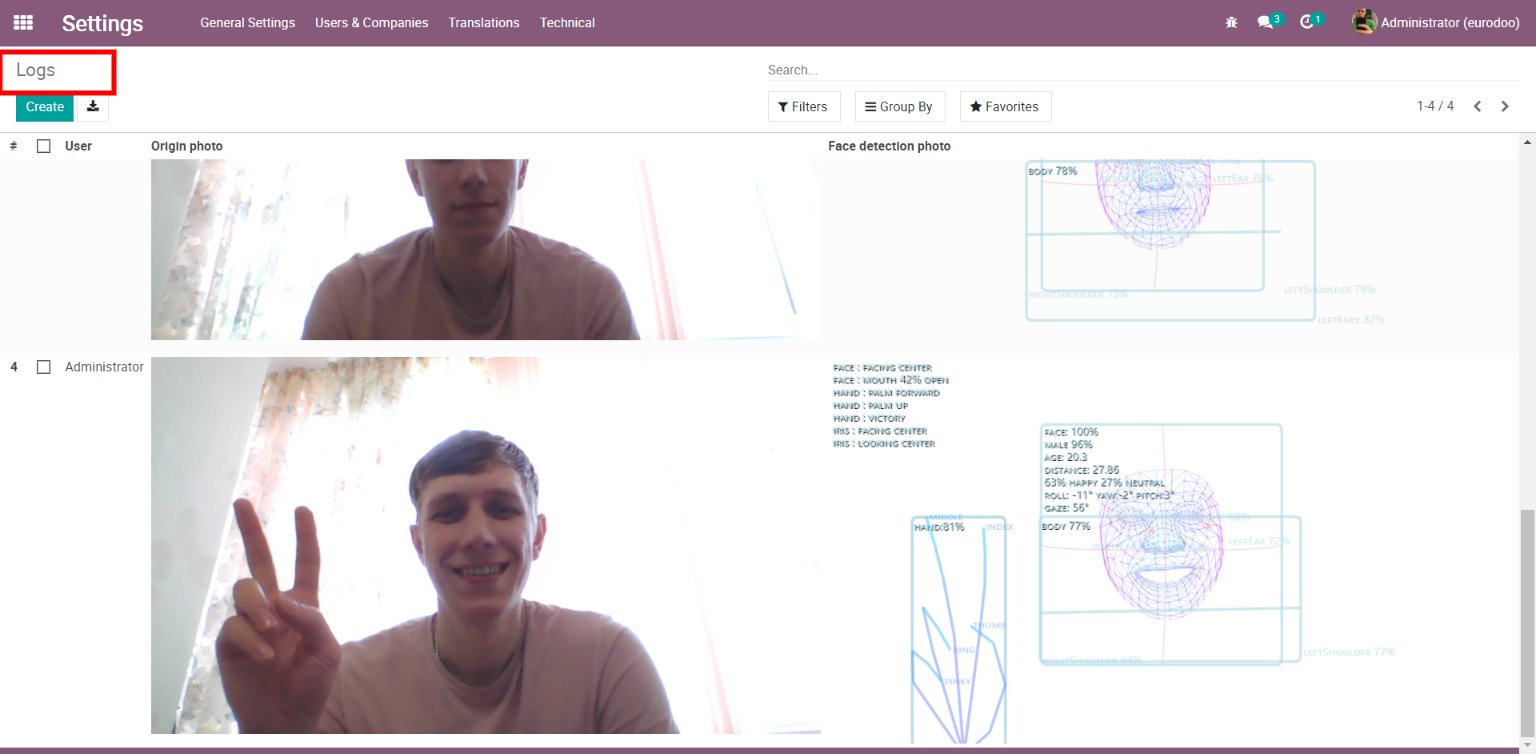 Settings General Settings Users & Companies Translations Technical 3 1 Administrator (eurodoo)
Logs
Search...
Create Filters Group By Favorites 1-4 / 4
# User Origin photo Face detection photo
BODY 78%
LEFTEAR 76%
RIGHTSHOULDER 73%
LEFTSHOULDER 78%
LEFTKNEE 32%
4 Administrator
FACE : FACING CENTER
FACE : MOUTH 42% OPEN
HAND : PALM FORWARD
HAND : PALM UP
HAND : VICTORY
IRIS : FACING CENTER
IRIS : LOOKING CENTER
FACE: 100%
MALE 96%
AGE: 20.3
DISTANCE: 27.86
63% HAPPY 27% NEUTRAL
ROLL: -11° YAW:-2° PITCH:3°
GAZE: 56°
MIDDLE
HAND:81%
INDEX
BODY 77%
68%
LEFTEAR 72%
THUMB
RING
PINKY
RIGHTSHOULDER 64%
LEFTSHOULDER 77%